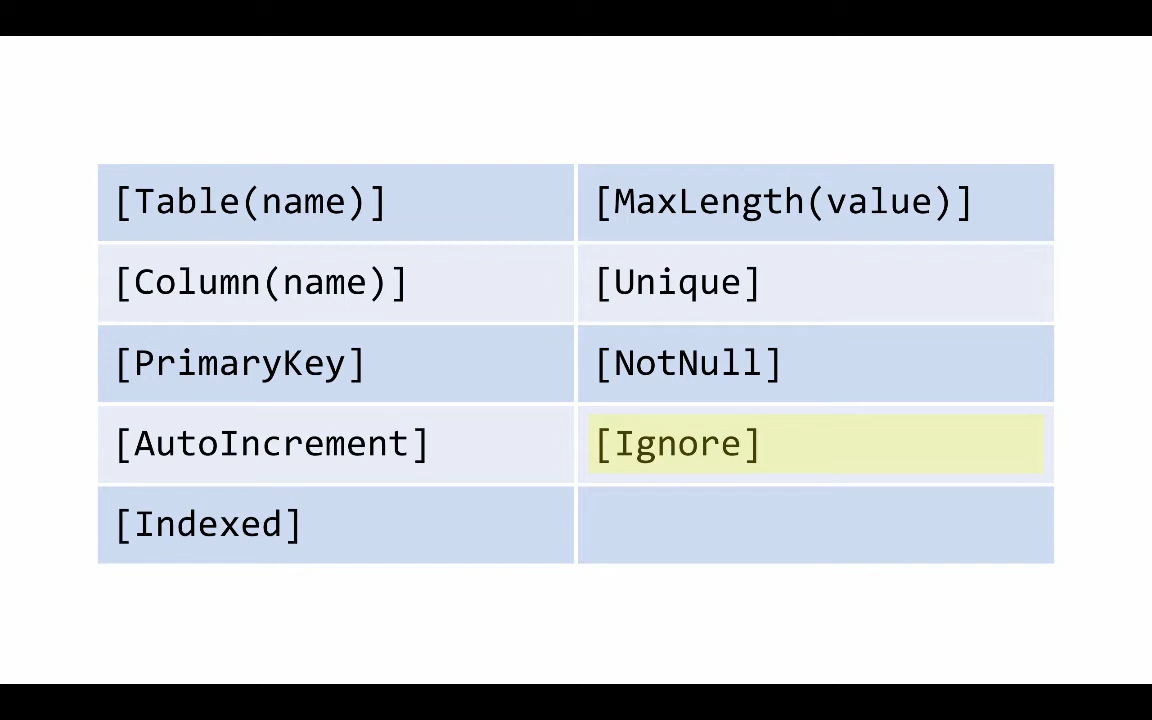 [Table(name)] [MaxLength(value)]
[Column(name)] [Unique]
[PrimaryKey] [NotNull]
[AutoIncrement] [Ignore]
[Indexed]